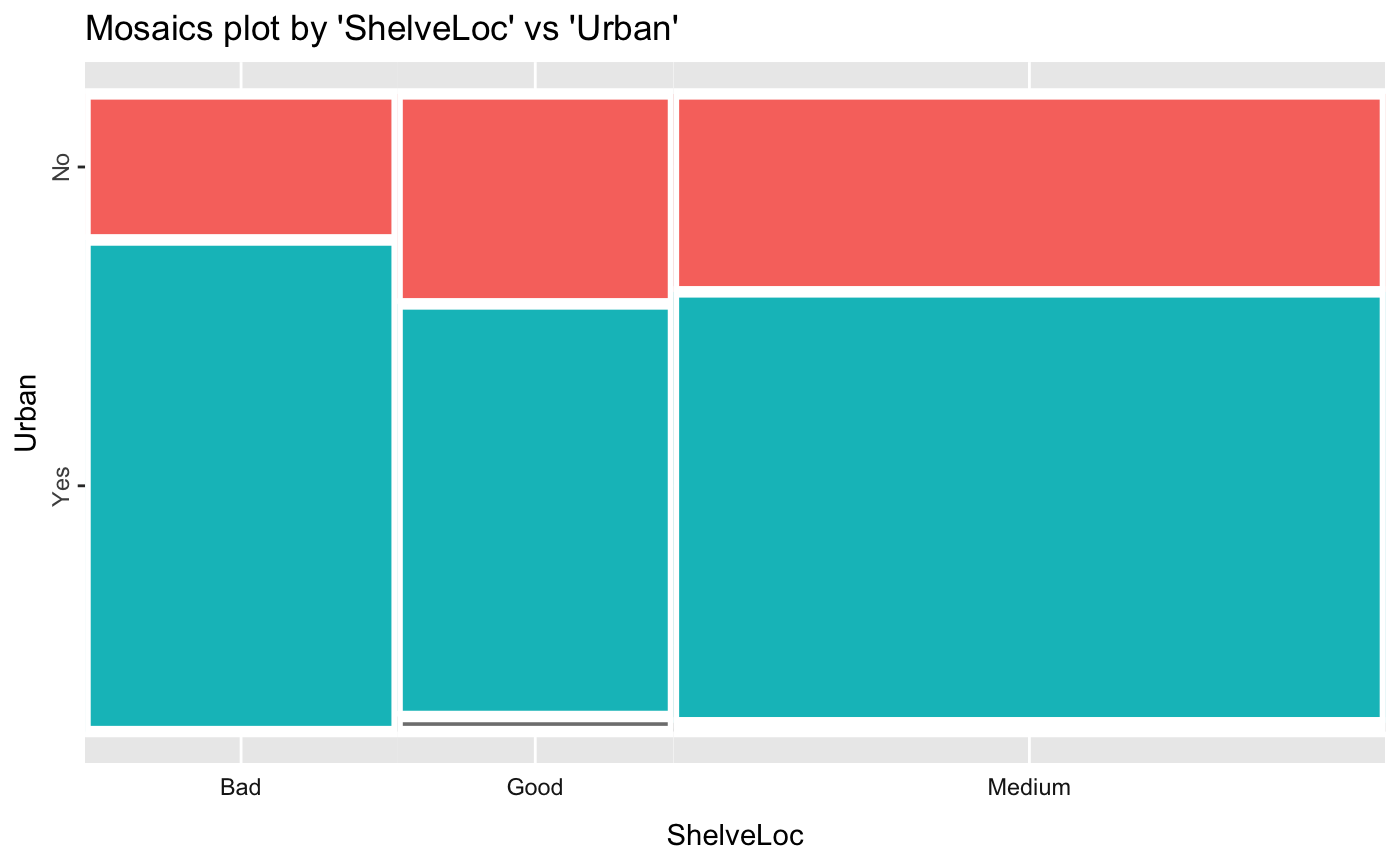 Mosaics plot by 'ShelveLoc' vs 'Urban'
No
Yes
Urban
Bad
Good
Medium
ShelveLoc